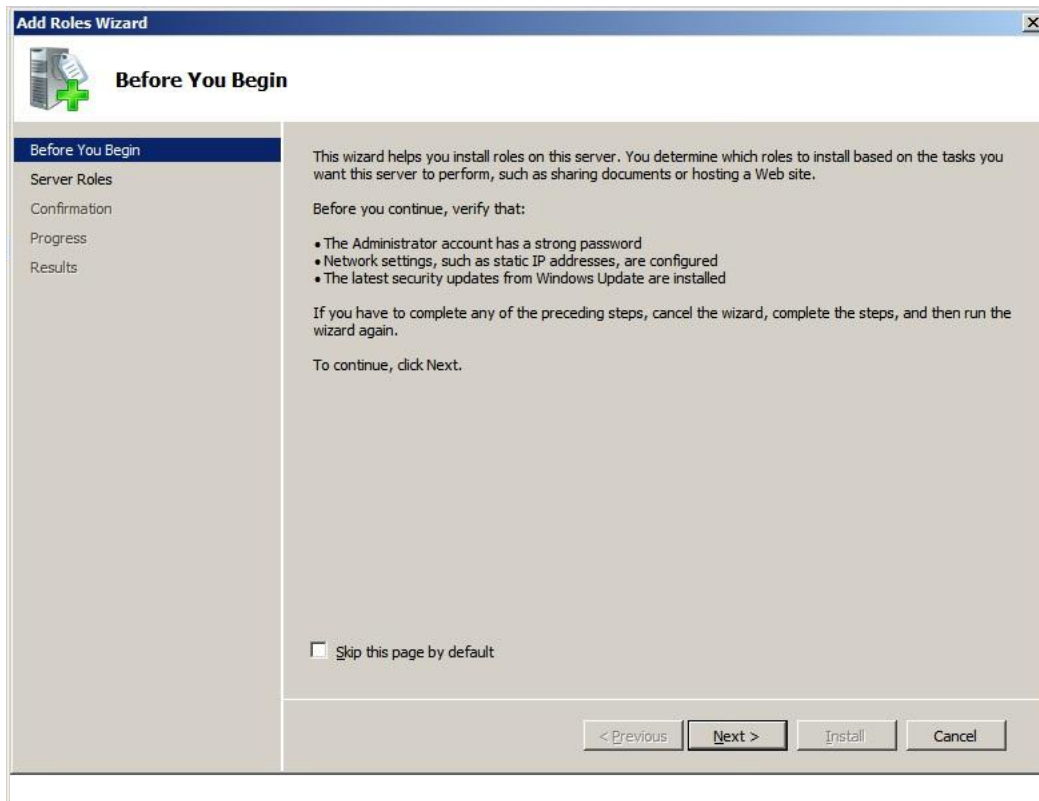 Add Roles Wizard
Before You Begin
Before You Begin
Server Roles
Confirmation
Progress
Results
This wizard helps you install roles on this server. You determine which roles to install based on the tasks you
want this server to perform, such as sharing documents or hosting a Web site.
Before you continue, verify that:
• The Administrator account has a strong password
• Network settings, such as static IP addresses, are configured
• The latest security updates from Windows Update are installed
If you have to complete any of the preceding steps, cancel the wizard, complete the steps, and then run the
wizard again.
To continue, click Next.
Skip this page by default
< Previous
Next >
Install
Cancel